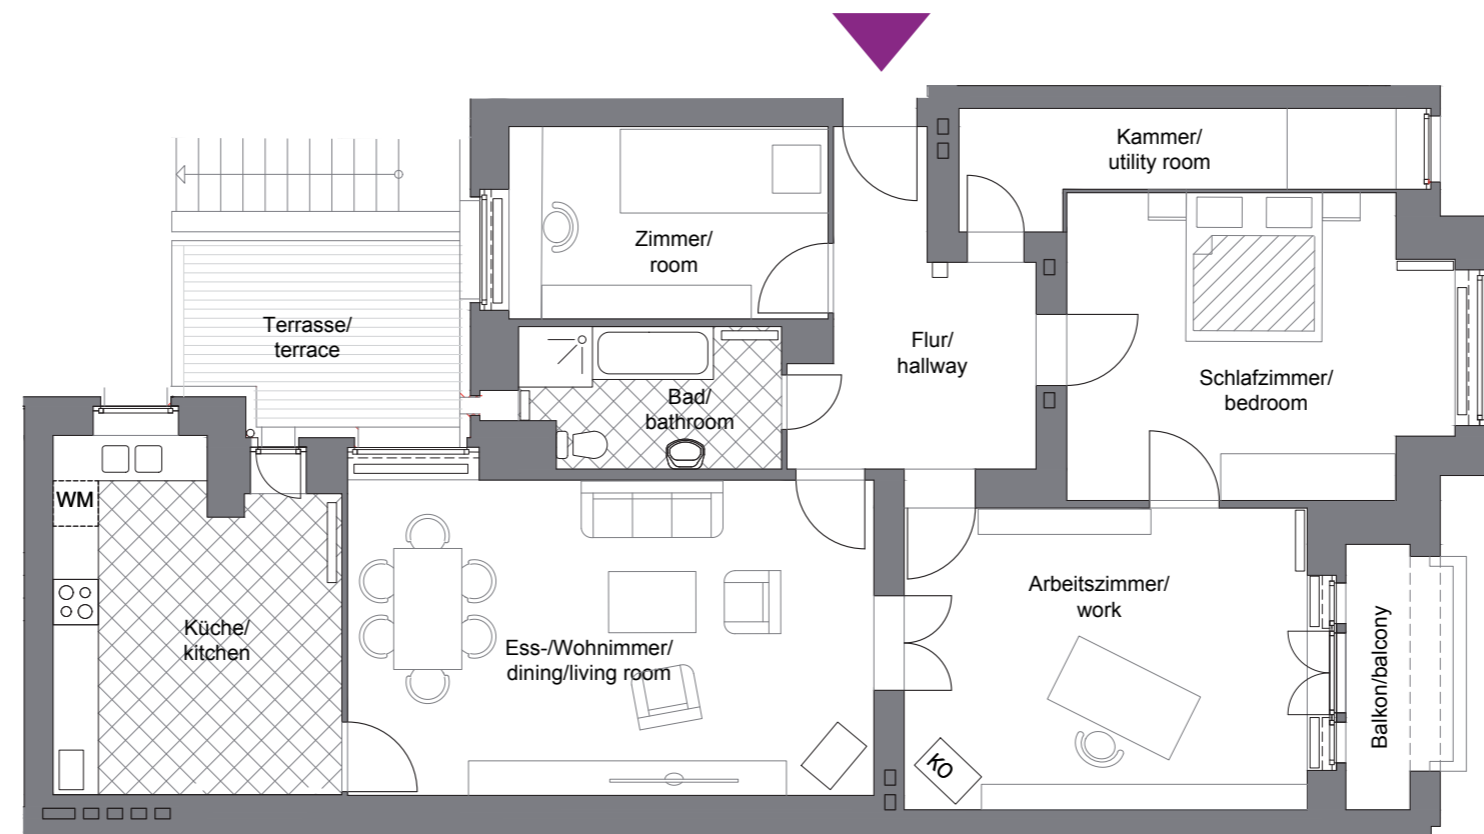 Kammer/
utility room
Zimmer/
room
Terrasse/
terrace
Flur/
hallway
Bad/
bathroom
Schlafzimmer/
bedroom
WM
Küche/
kitchen
Ess-/Wohnimmer/
dining/living room
Arbeitszimmer/
work
KO
Balkon/balcony